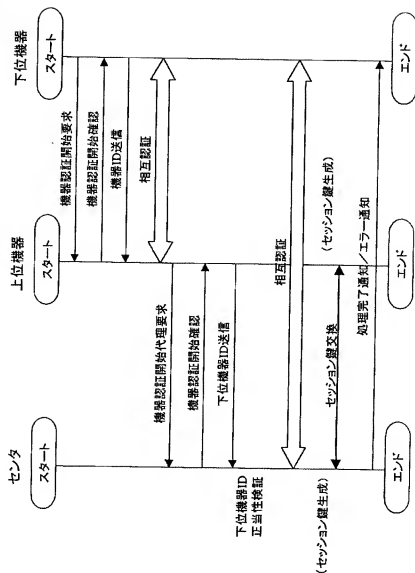 センタ
上位機器
下位機器
スタート
スタート
スタート
機器認証開始要求
機器認証開始確認
機器ID送信
相互認証
機器認証開始代理要求
機器認証開始確認
下位機器ID送信
下位機器ID
正当性検証
相互認証
(セッション鍵生成)
(セッション鍵生成)
セッション鍵交換
処理完了通知/エラー通知
エンド
エンド
エンド